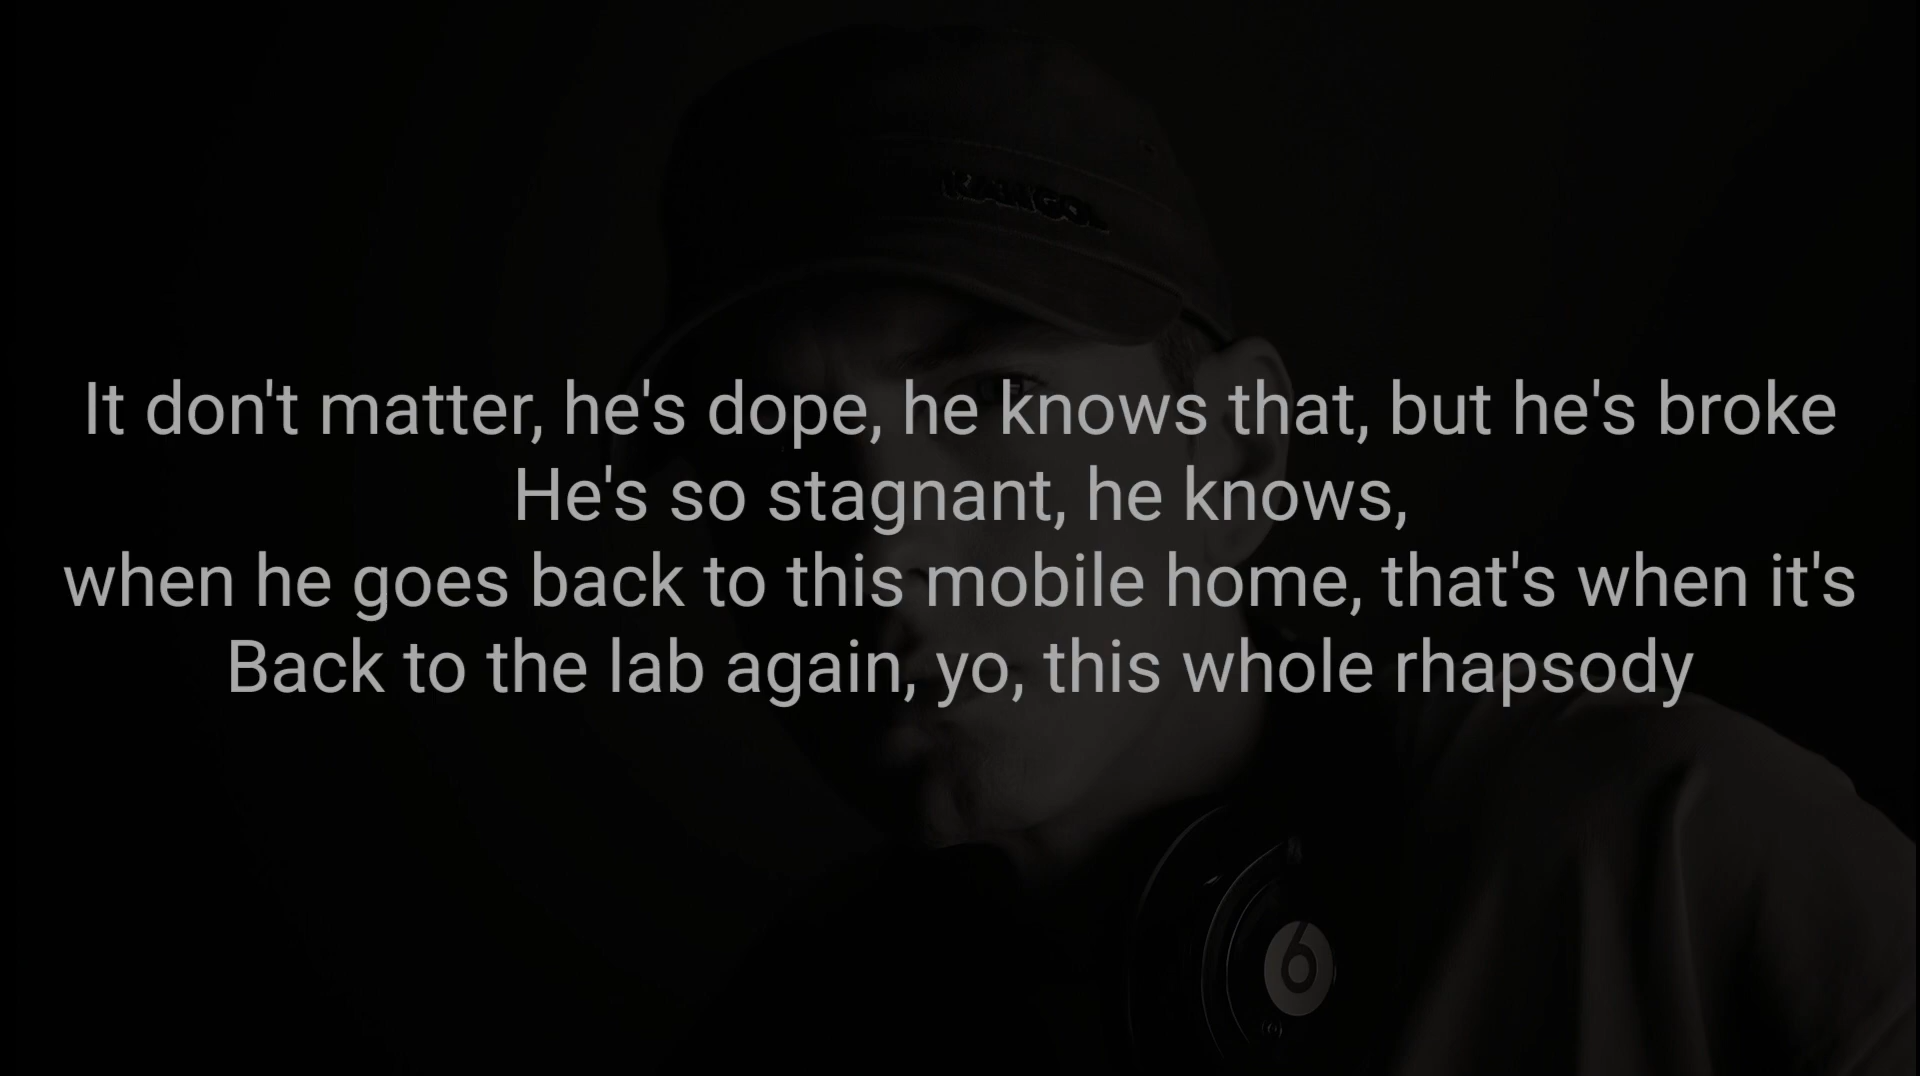 KANGOL
It don't matter, he's dope, he knows that, but he's broke
He's so stagnant, he knows,
when he goes back to this mobile home, that's when it's
Back to the lab again, yo, this whole rhapsody